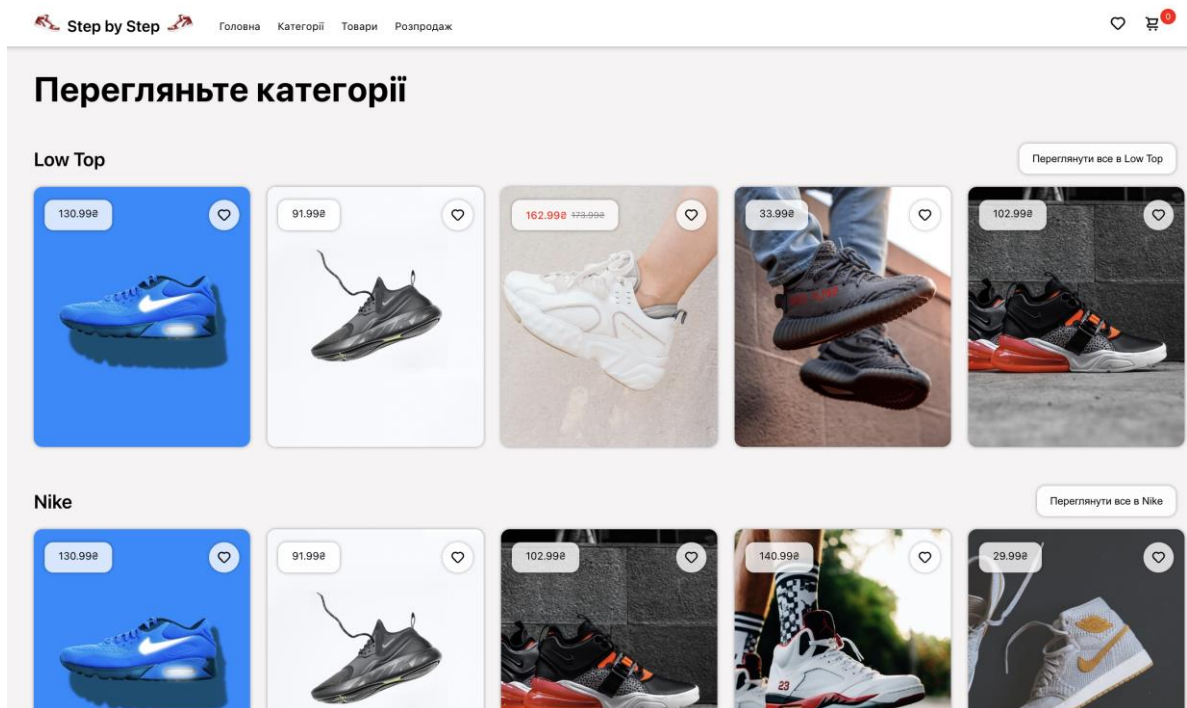 Step by Step
Головна Категорії Товари Розпродаж
0
Перегляньте категорії
Low Top
Переглянути все в Low Top
130.99₴
91.99₴
162.99₴ 173.99₴
33.99₴
102.99₴
Nike
Переглянути все в Nike
130.99₴
91.99₴
102.99₴
140.99₴
29.99₴
23